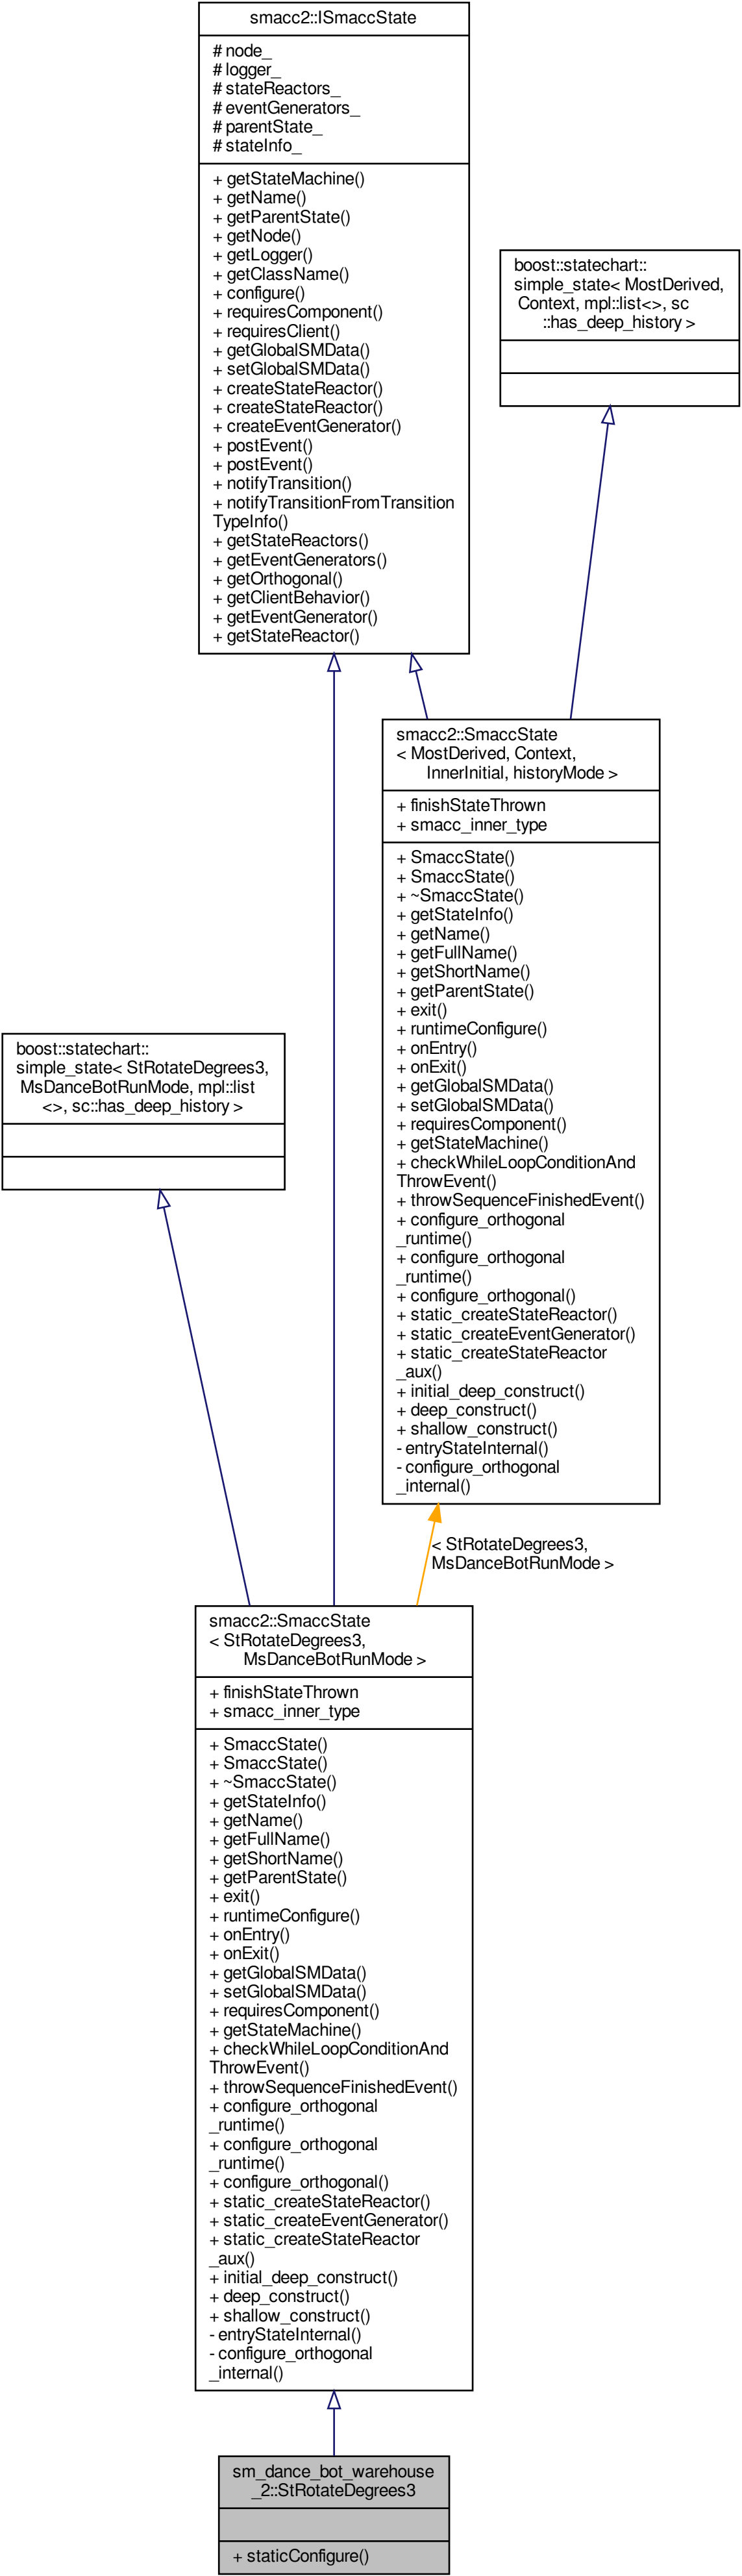 smacc2::ISmaccState
# node_
# logger_
# stateReactors_
# eventGenerators_
# parentState_
# stateInfo_
+ getStateMachine()
+ getName()
+ getParentState()
+ getNode()
+ getLogger()
+ getClassName()
+ configure()
+ requiresComponent()
+ requiresClient()
+ getGlobalSMData()
+ setGlobalSMData()
+ createStateReactor()
+ createStateReactor()
+ createEventGenerator()
+ postEvent()
+ postEvent()
+ notifyTransition()
+ notifyTransitionFromTransition
TypeInfo()
+ getStateReactors()
+ getEventGenerators()
+ getOrthogonal()
+ getClientBehavior()
+ getEventGenerator()
+ getStateReactor()
boost::statechart::
simple_state< MostDerived,
Context, mpl::list<>, sc
::has_deep_history >
smacc2::SmaccState
< MostDerived, Context,
InnerInitial, historyMode >
+ finishStateThrown
+ smacc_inner_type
+ SmaccState()
+ SmaccState()
+ ~SmaccState()
+ getStateInfo()
+ getName()
+ getFullName()
+ getShortName()
+ getParentState()
+ exit()
+ runtimeConfigure()
+ onEntry()
+ onExit()
+ getGlobalSMData()
+ setGlobalSMData()
+ requiresComponent()
+ getStateMachine()
+ checkWhileLoopConditionAnd
ThrowEvent()
+ throwSequenceFinishedEvent()
+ configure_orthogonal
_runtime()
+ configure_orthogonal
_runtime()
+ configure_orthogonal()
+ static_createStateReactor()
+ static_createEventGenerator()
+ static_createStateReactor
_aux()
+ initial_deep_construct()
+ deep_construct()
+ shallow_construct()
- entryStateInternal()
- configure_orthogonal
_internal()
boost::statechart::
simple_state< StRotateDegrees3,
MsDanceBotRunMode, mpl::list
<>, sc::has_deep_history >
< StRotateDegrees3,
MsDanceBotRunMode >
smacc2::SmaccState
< StRotateDegrees3,
MsDanceBotRunMode >
+ finishStateThrown
+ smacc_inner_type
+ SmaccState()
+ SmaccState()
+ ~SmaccState()
+ getStateInfo()
+ getName()
+ getFullName()
+ getShortName()
+ getParentState()
+ exit()
+ runtimeConfigure()
+ onEntry()
+ onExit()
+ getGlobalSMData()
+ setGlobalSMData()
+ requiresComponent()
+ getStateMachine()
+ checkWhileLoopConditionAnd
ThrowEvent()
+ throwSequenceFinishedEvent()
+ configure_orthogonal
_runtime()
+ configure_orthogonal
_runtime()
+ configure_orthogonal()
+ static_createStateReactor()
+ static_createEventGenerator()
+ static_createStateReactor
_aux()
+ initial_deep_construct()
+ deep_construct()
+ shallow_construct()
- entryStateInternal()
- configure_orthogonal
_internal()
sm_dance_bot_warehouse
_2::StRotateDegrees3
+ staticConfigure()